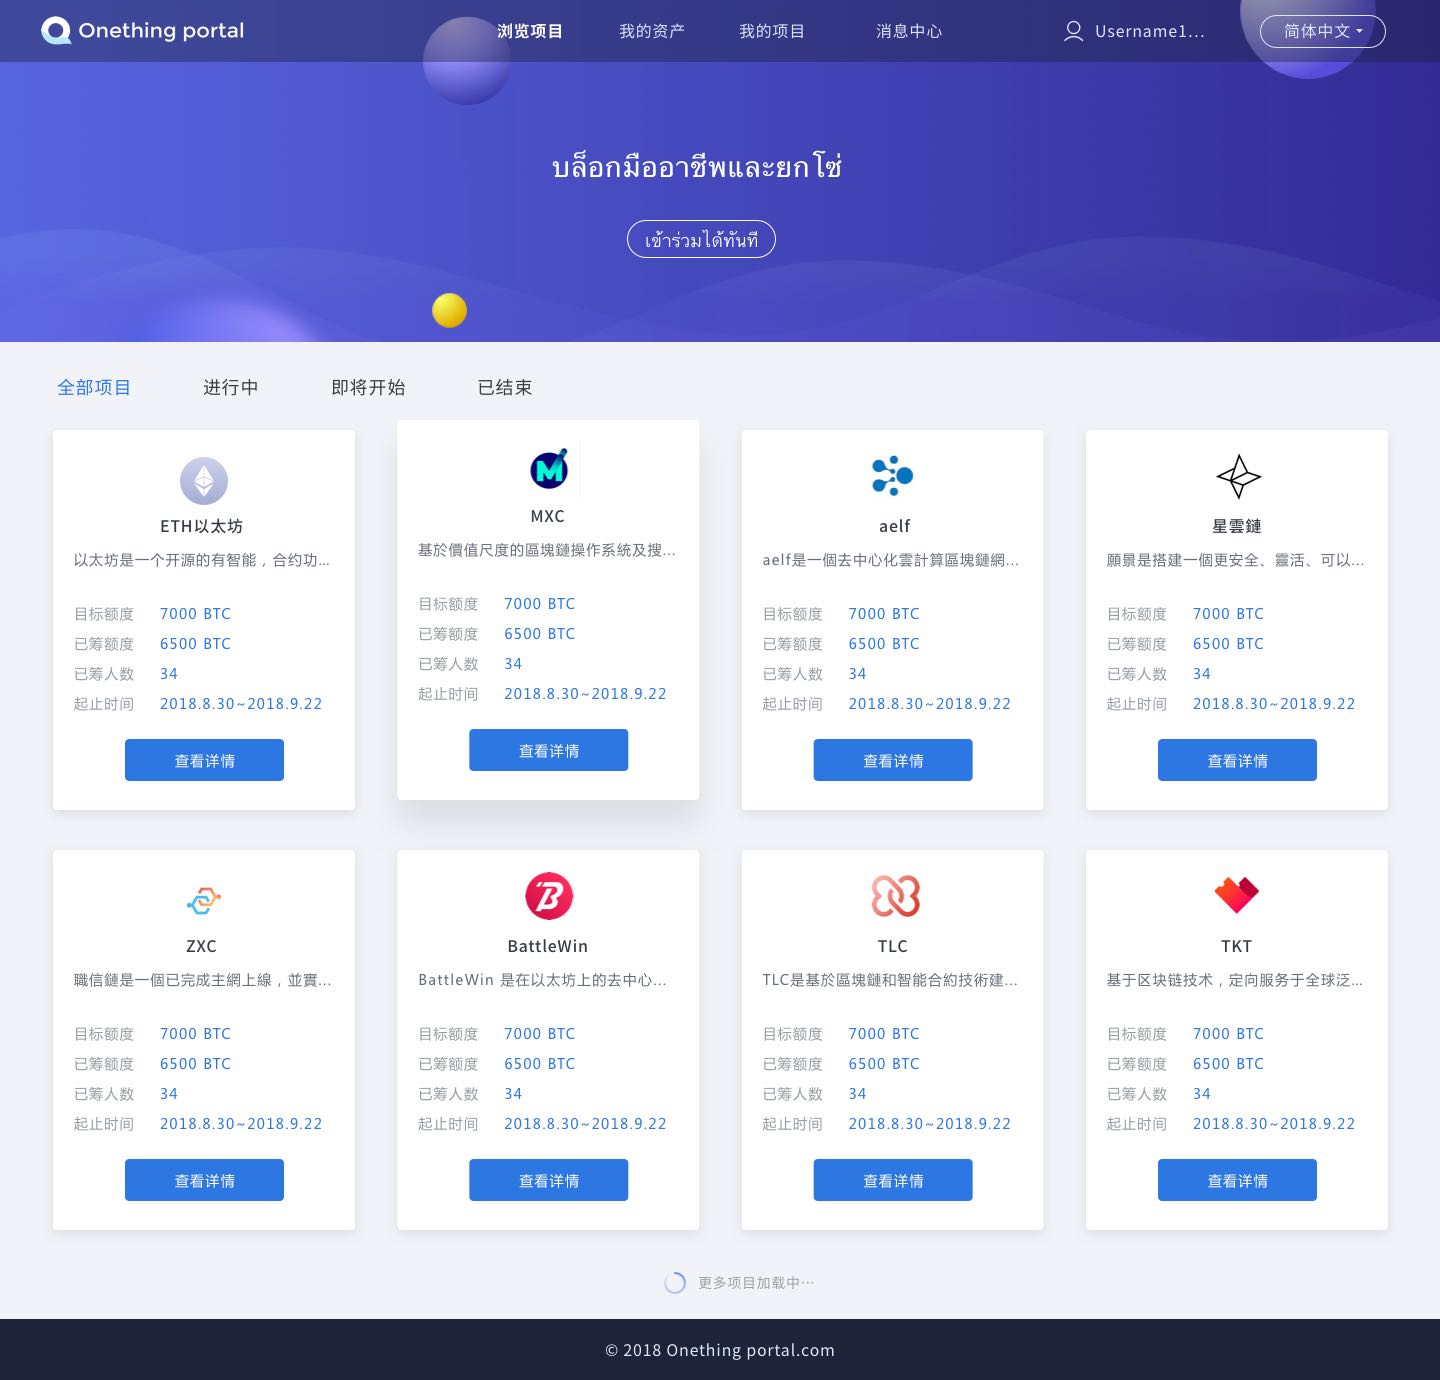 Onething portal
浏览项目
我的资产
我的项目
消息中心
Username1...
简体中文
บล็อกมืออาชีพและยกโซ่
เข้าร่วมได้ทันที
全部项目
进行中
即将开始
已结束
ETH以太坊
以太坊是一个开源的有智能，合约功...
目标额度 7000 BTC
已筹额度 6500 BTC
已筹人数 34
起止时间 2018.8.30~2018.9.22
查看详情
MXC
基於價值尺度的區塊鏈操作系統及搜...
目标额度 7000 BTC
已筹额度 6500 BTC
已筹人数 34
起止时间 2018.8.30~2018.9.22
查看详情
aelf
aelf是一個去中心化雲計算區塊鏈網...
目标额度 7000 BTC
已筹额度 6500 BTC
已筹人数 34
起止时间 2018.8.30~2018.9.22
查看详情
星雲鏈
願景是搭建一個更安全、靈活、可以...
目标额度 7000 BTC
已筹额度 6500 BTC
已筹人数 34
起止时间 2018.8.30~2018.9.22
查看详情
ZXC
職信鏈是一個已完成主網上線，並實...
目标额度 7000 BTC
已筹额度 6500 BTC
已筹人数 34
起止时间 2018.8.30~2018.9.22
查看详情
BattleWin
BattleWin 是在以太坊上的去中心...
目标额度 7000 BTC
已筹额度 6500 BTC
已筹人数 34
起止时间 2018.8.30~2018.9.22
查看详情
TLC
TLC是基於區塊鏈和智能合約技術建...
目标额度 7000 BTC
已筹额度 6500 BTC
已筹人数 34
起止时间 2018.8.30~2018.9.22
查看详情
TKT
基于区块链技术，定向服务于全球泛...
目标额度 7000 BTC
已筹额度 6500 BTC
已筹人数 34
起止时间 2018.8.30~2018.9.22
查看详情
更多项目加载中···
© 2018 Onething portal.com